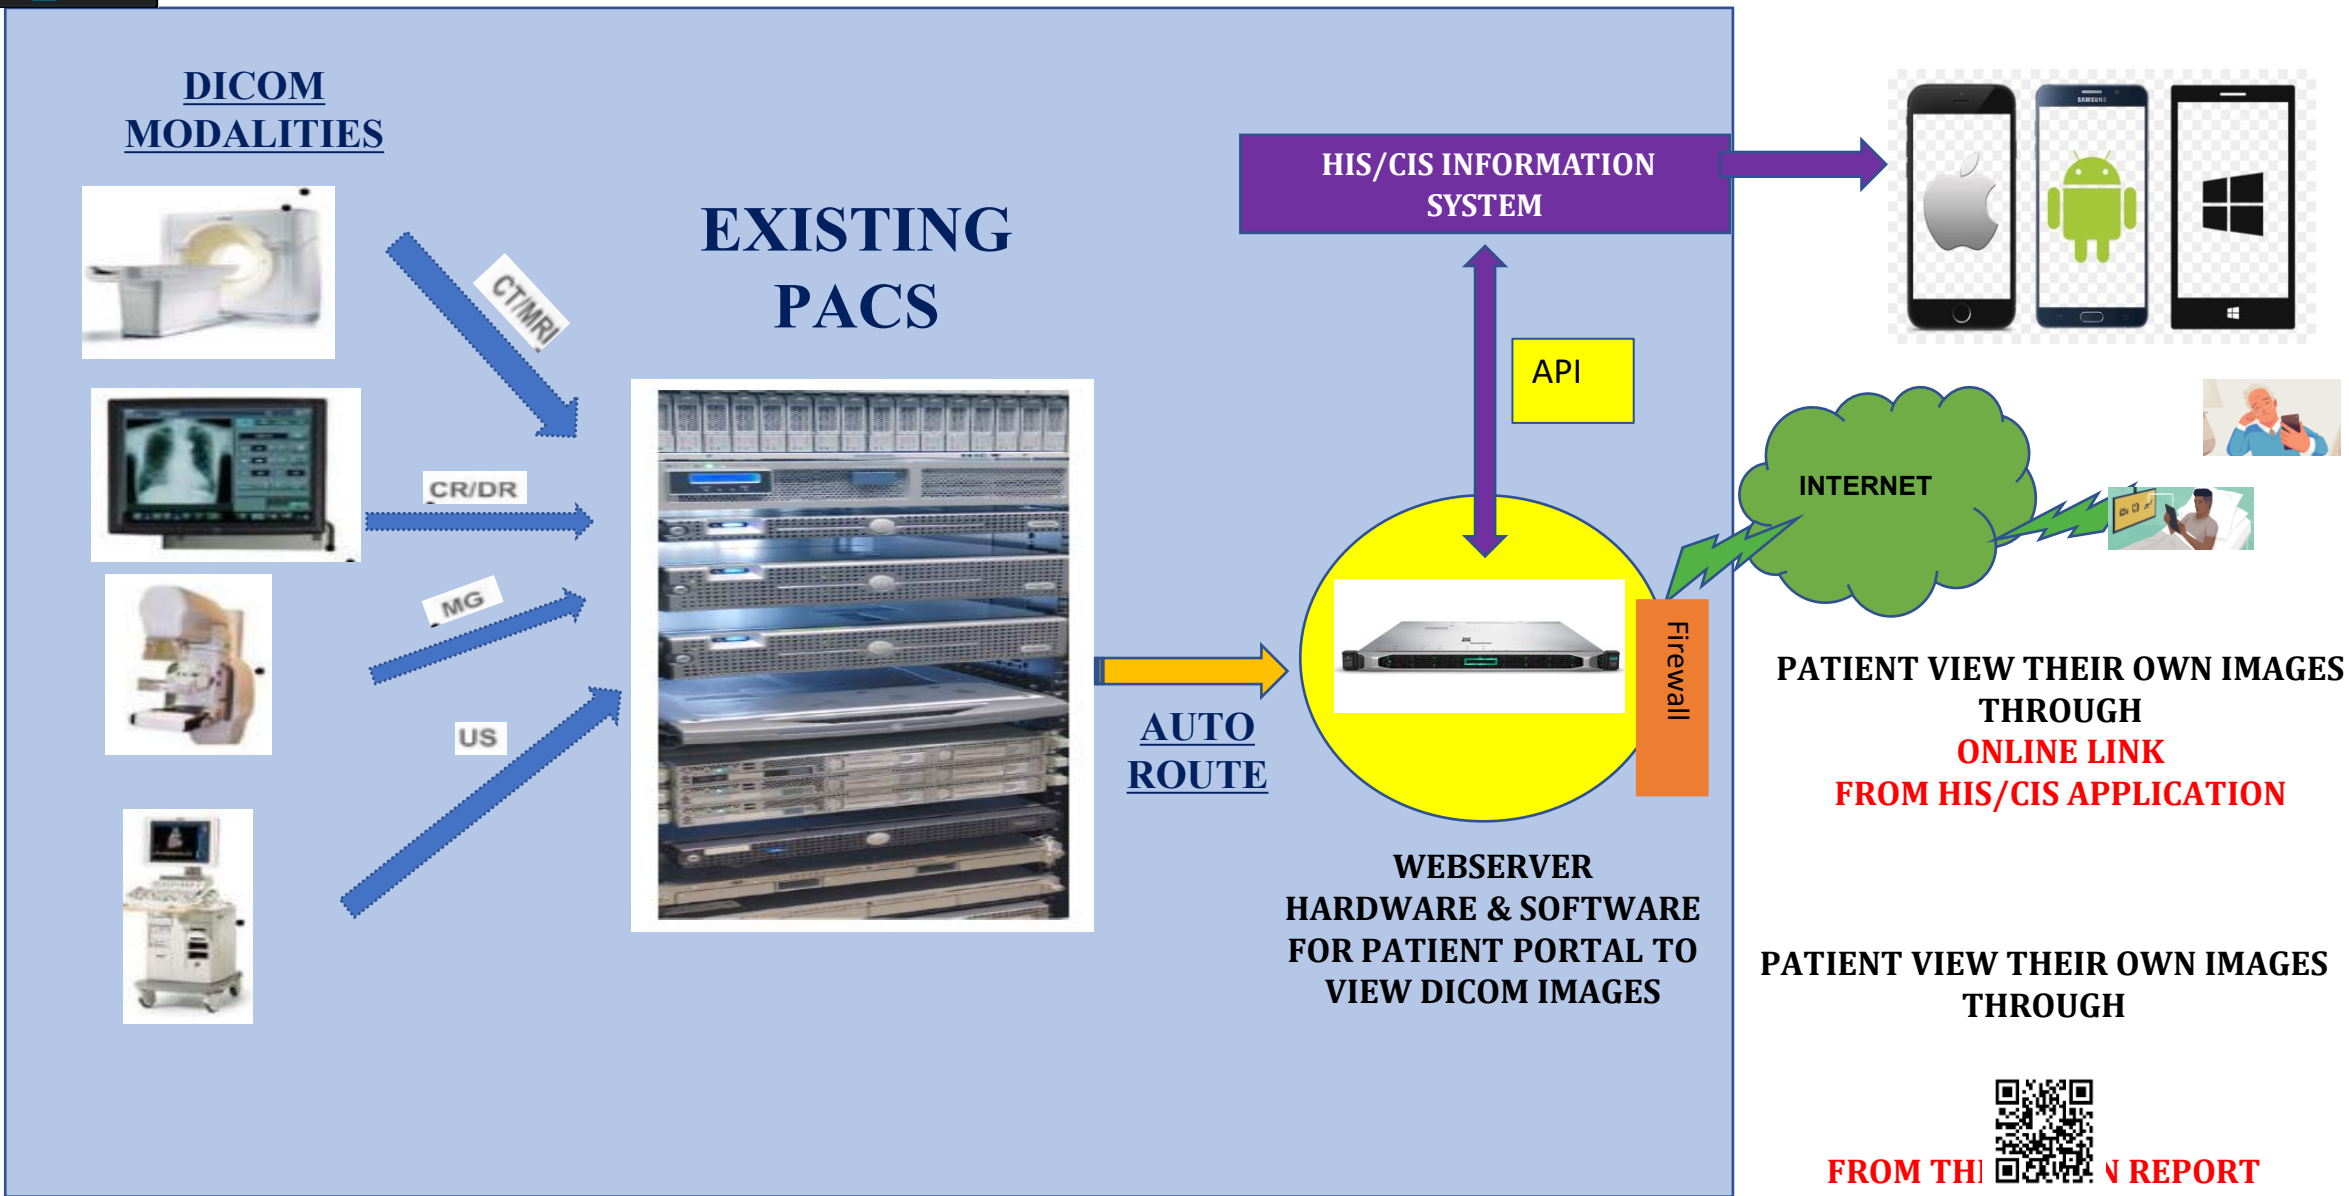 DICOM
MODALITIES
EXISTING
PACS
CT/MRI
CR/DR
MG
US
AUTO
ROUTE
HIS/CIS INFORMATION
SYSTEM
API
Firewall
WEBSERVER
HARDWARE & SOFTWARE
FOR PATIENT PORTAL TO
VIEW DICOM IMAGES
SAMSUNG
INTERNET
PATIENT VIEW THEIR OWN IMAGES
THROUGH
ONLINE LINK
FROM HIS/CIS APPLICATION
PATIENT VIEW THEIR OWN IMAGES
THROUGH
FROM REPORT